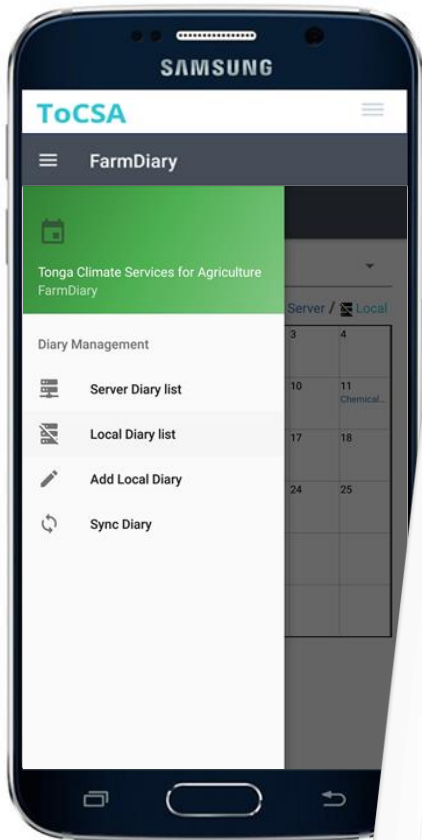 SAMSUNG
ToCSA
FarmDiary
Tonga Climate Services for Agriculture
FarmDiary
Server / Local
Diary Management
3 4
Server Diary list
10 11
Chemical...
Local Diary list
17 18
Add Local Diary
24 25
Sync Diary